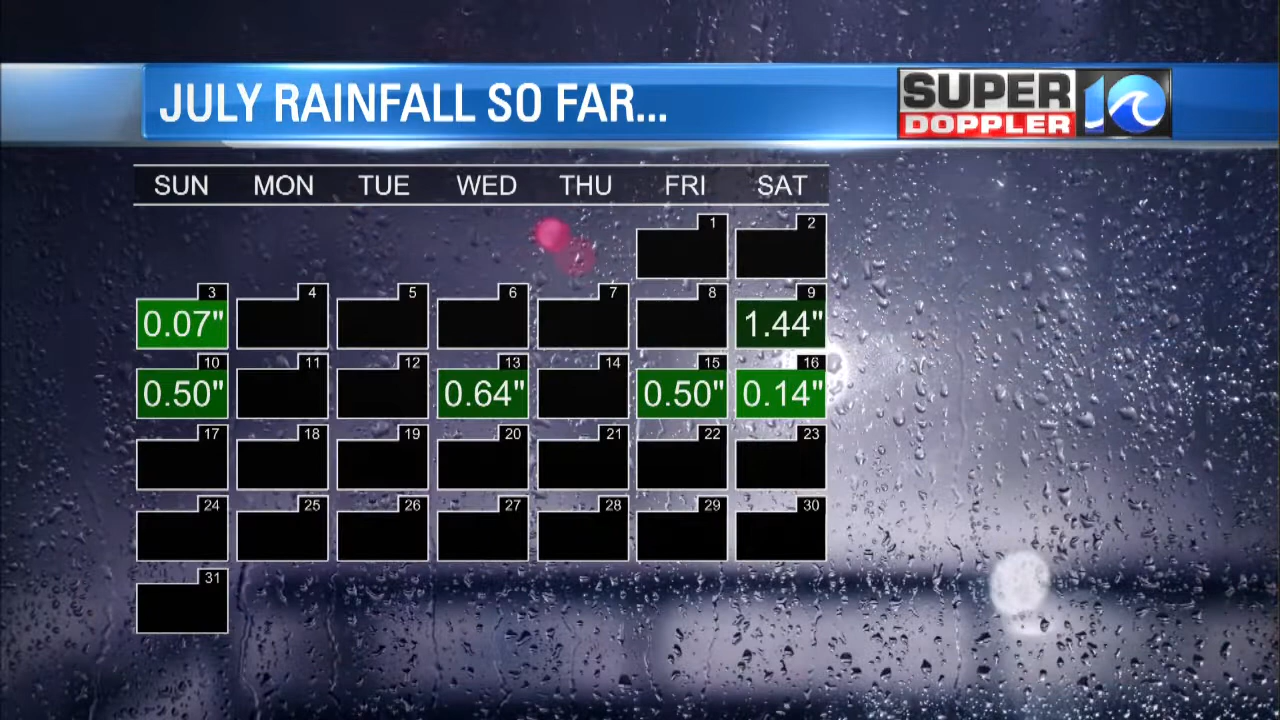 JULY RAINFALL SO FAR...
SUPER
DOPPLER
10
SUN MON TUE WED THU FRI SAT
1 2
3 4 5 6 7 8 9
0.07" 1.44"
10 11 12 13 14 15 16
0.50" 0.64" 0.50" 0.14"
17 18 19 20 21 22 23
24 25 26 27 28 29 30
31